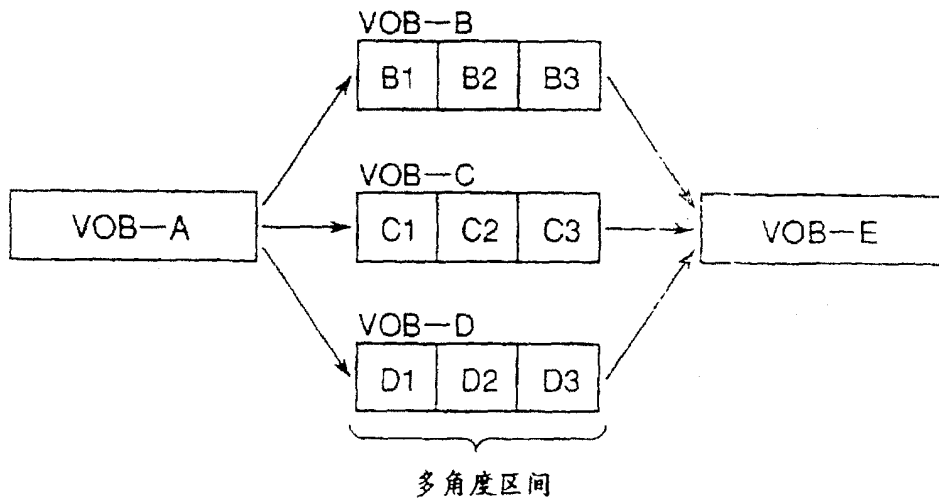 VOB—B
B1 B2 B3
VOB—C
VOB—A
C1 C2 C3
VOB—E
VOB—D
D1 D2 D3
多角度区间